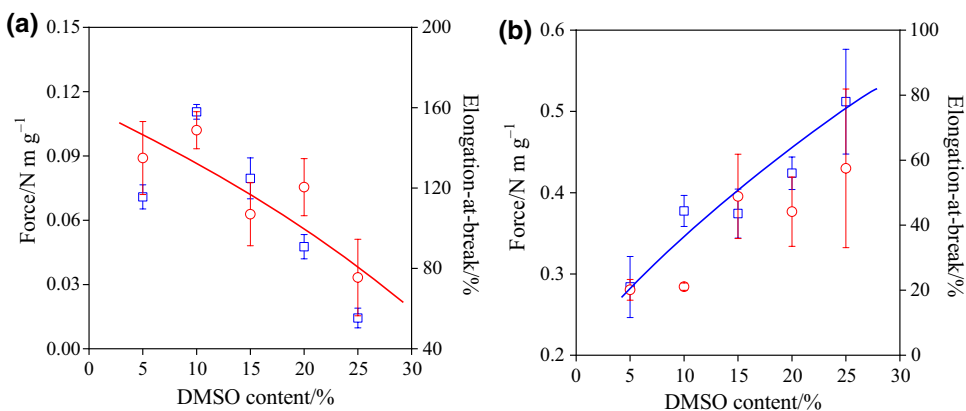 (a)
0.15
0.12
0.09
0.06
0.03
0.00
Force/N m g⁻¹
200
160
120
80
40
Elongation-at-break/%
0 5 10 15 20 25 30
DMSO content/%
(b)
0.6
0.5
0.4
0.3
0.2
Force/N m g⁻¹
100
80
60
40
20
0
Elongation-at-break/%
0 5 10 15 20 25 30
DMSO content/%